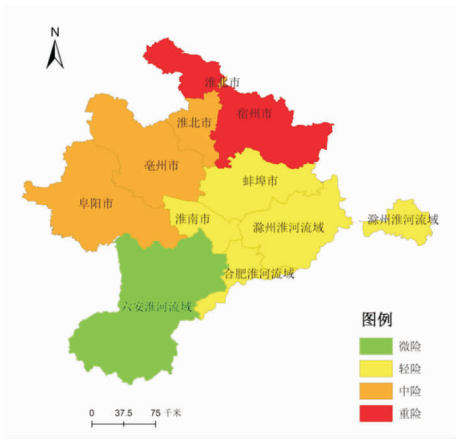 N
淮北市
宿州市
淮北市
亳州市
蚌埠市
阜阳市
淮南市
滁州淮河流域
滁州淮河流域
合肥淮河流域
六安淮河流域
图例
微险
轻险
中险
重险
0 37.5 75 千米